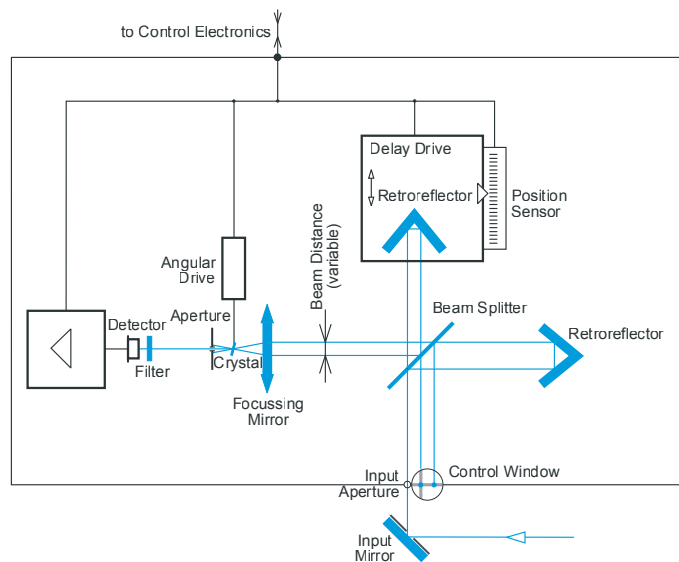 to Control Electronics
Delay Drive
Retroreflector
Position
Sensor
Beam Distance
(variable)
Angular
Drive
Beam Splitter
Detector
Aperture
Retroreflector
Crystal
Filter
Focussing
Mirror
Input
Aperture
Control Window
Input
Mirror